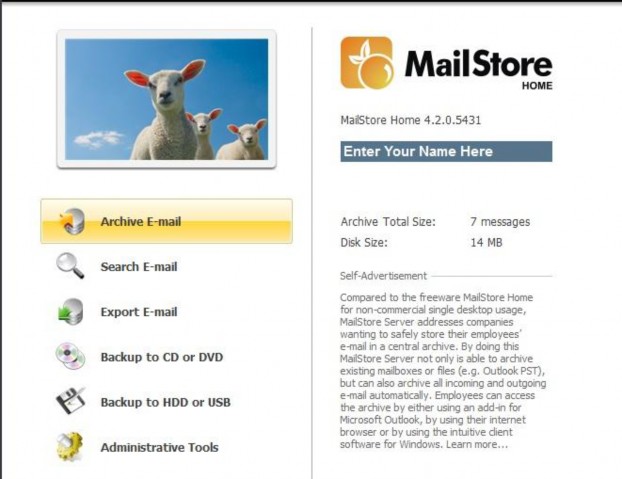 MailStore
HOME
MailStore Home 4.2.0.5431
Enter Your Name Here
Archive E-mail
Search E-mail
Export E-mail
Backup to CD or DVD
Backup to HDD or USB
Administrative Tools
Archive Total Size: 7 messages
Disk Size: 14 MB
Self-Advertisement
Compared to the freeware MailStore Home
for non-commercial single desktop usage,
MailStore Server addresses companies
wanting to safely store their employees'
e-mail in a central archive. By doing this
MailStore Server not only is able to archive
existing mailboxes or files (e.g. Outlook PST),
but can also archive all incoming and outgoing
e-mail automatically. Employees can access
the archive by either using an add-in for
Microsoft Outlook, by using their internet
browser or by using the intuitive client
software for Windows. Learn more...